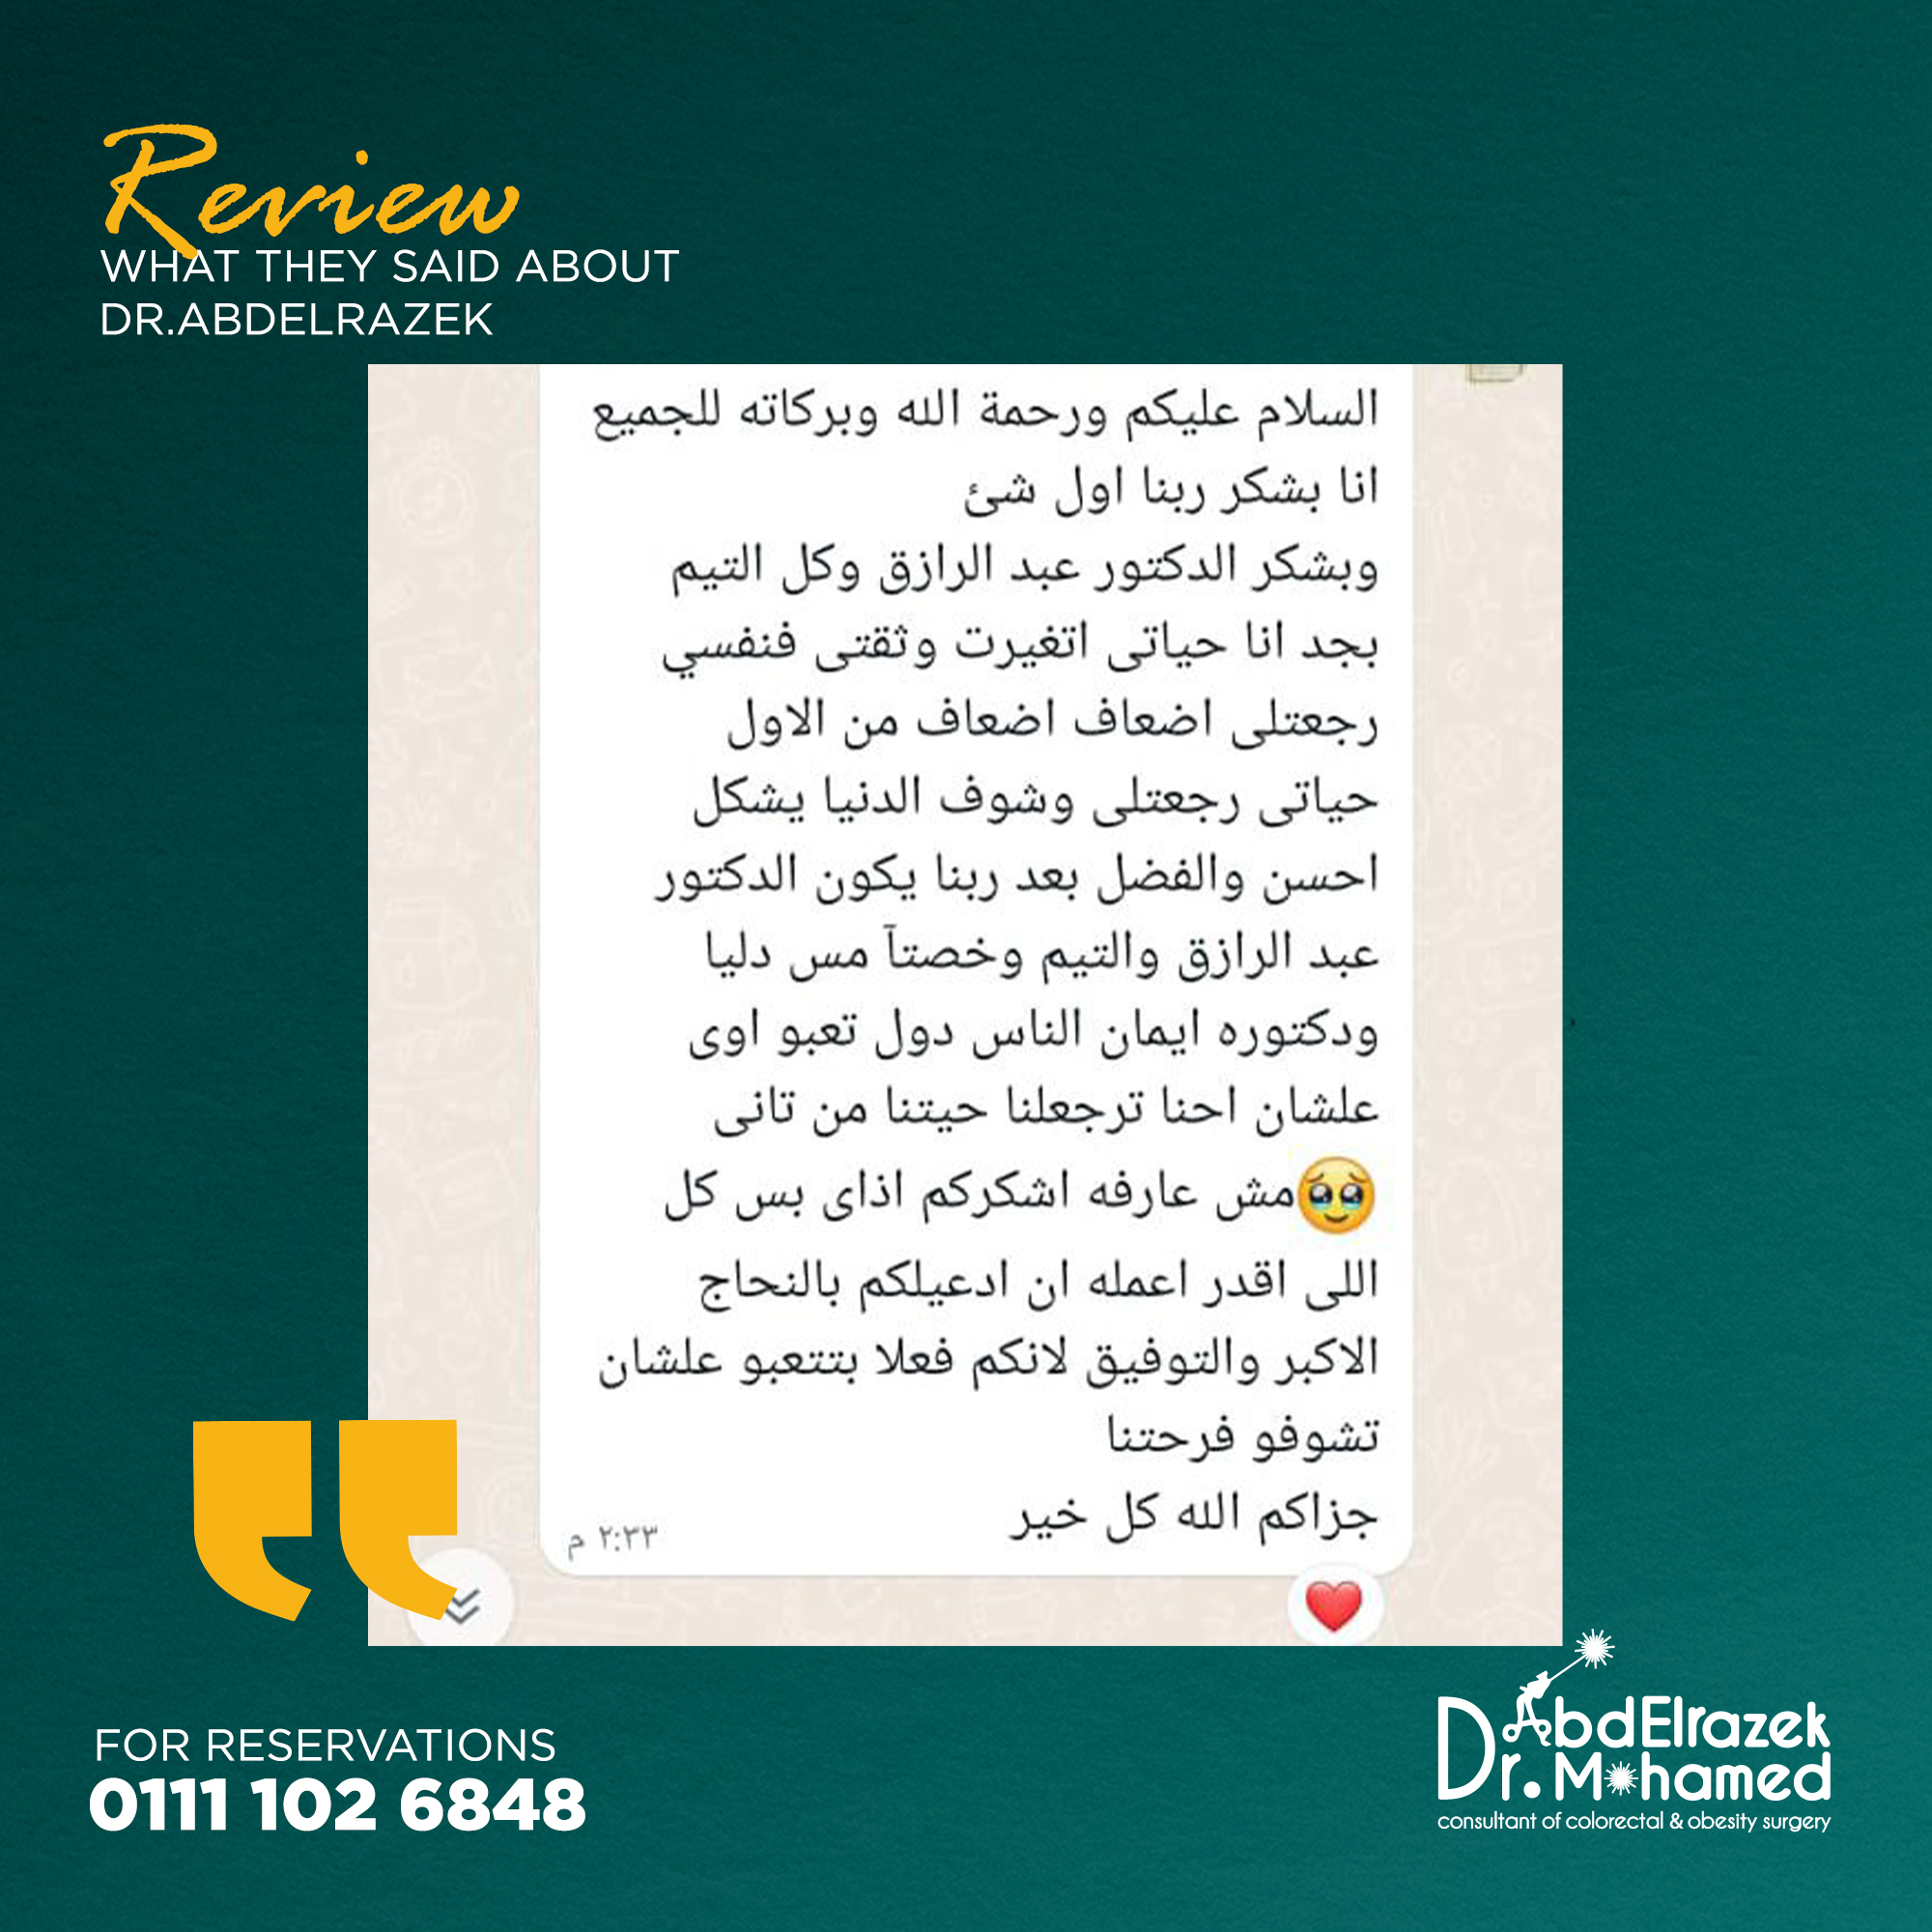 Review
WHAT THEY SAID ABOUT
DR.ABDELRAZEK
السلام عليكم ورحمة الله وبركاته للجميع
انا بشكر ربنا اول شئ
وبشكر الدكتور عبد الرازق وكل التيم
بجد انا حياتى اتغيرت وثقتى فنفسي
رجعتلى اضعاف اضعاف من الاول
حياتى رجعتلى وشوف الدنيا يشكل
احسن والفضل بعد ربنا يكون الدكتور
عبد الرازق والتيم وخصتآ مس دليا
ودكتوره ايمان الناس دول تعبو اوى
علشان احنا ترجعلنا حيتنا من تانى
🥹مش عارفه اشكركم اذاى بس كل
اللى اقدر اعمله ان ادعيلكم بالنحاج
الاكبر والتوفيق لانكم فعلا بتتعبو علشان
تشوفو فرحتنا
جزاكم الله كل خير
٢:٣٣ م
FOR RESERVATIONS
0111 102 6848
Dr. AbdElrazek
Mohamed
consultant of colorectal & obesity surgery